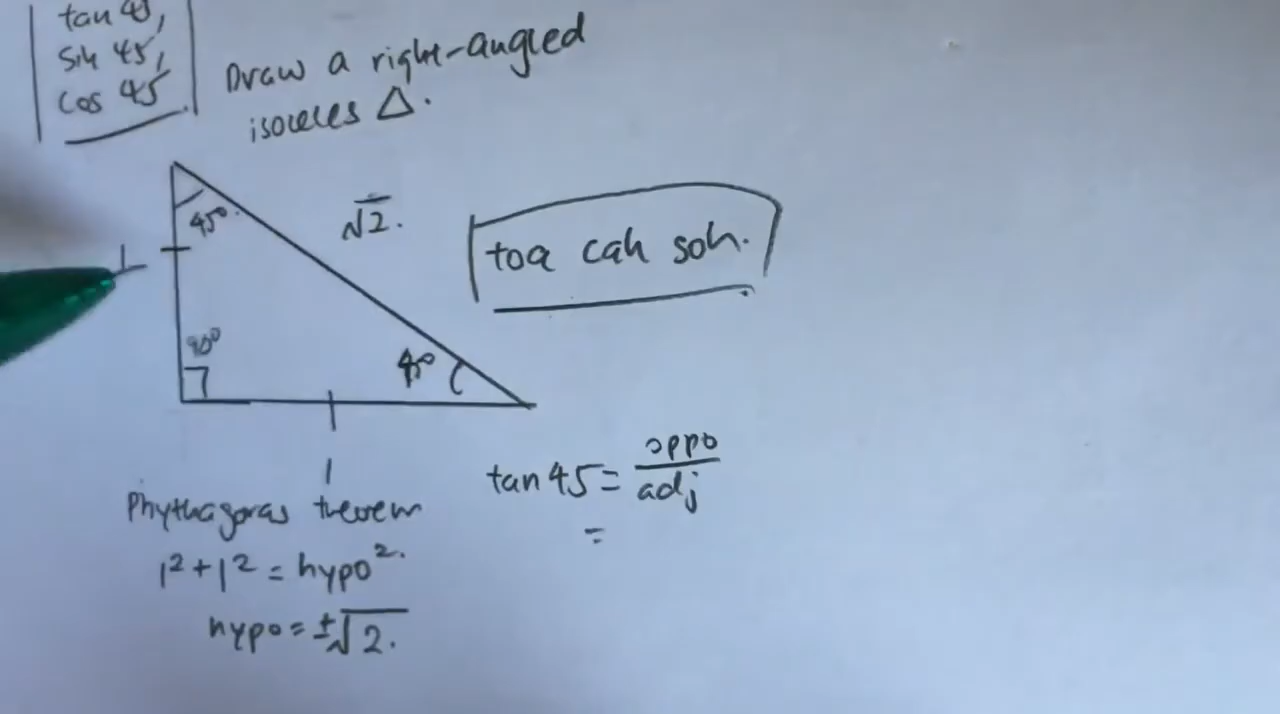 tan 45,
sin 45,
cos 45
Draw a right-angled
isoceles △.
45°
√2.
1
toa cah soh.
90°
45°
1
tan 45 = oppo/adj
=
Phythagoras theorem
1² + 1² = hypo².
hypo = ±√2.